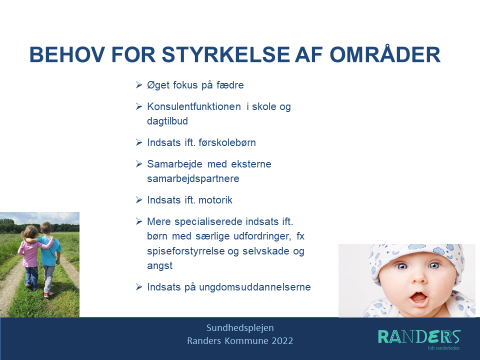 BEHOV FOR STYRKELSE AF OMRÅDER
Øget fokus på fædre
Konsulentfunktionen i skole og
dagtilbud
Indsats ift. førskolebørn
Samarbejde med eksterne
samarbejdspartnere
Indsats ift. motorik
Mere specialiserede indsats ift.
børn med særlige udfordringer, fx
spiseforstyrrelse og selvskade og
angst
Indsats på ungdomsuddannelserne
Sundhedsplejen
Randers Kommune 2022
RANDERS